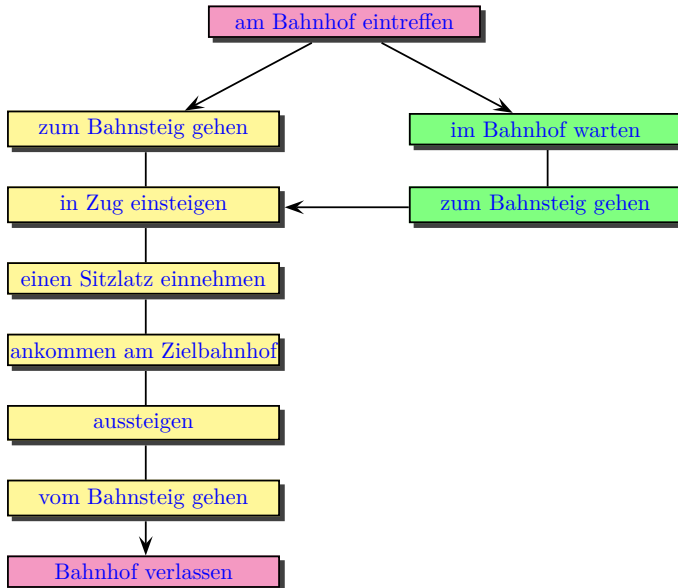 am Bahnhof eintreffen
zum Bahnsteig gehen
im Bahnhof warten
in Zug einsteigen
zum Bahnsteig gehen
einen Sitzlatz einnehmen
ankommen am Zielbahnhof
aussteigen
vom Bahnsteig gehen
Bahnhof verlassen